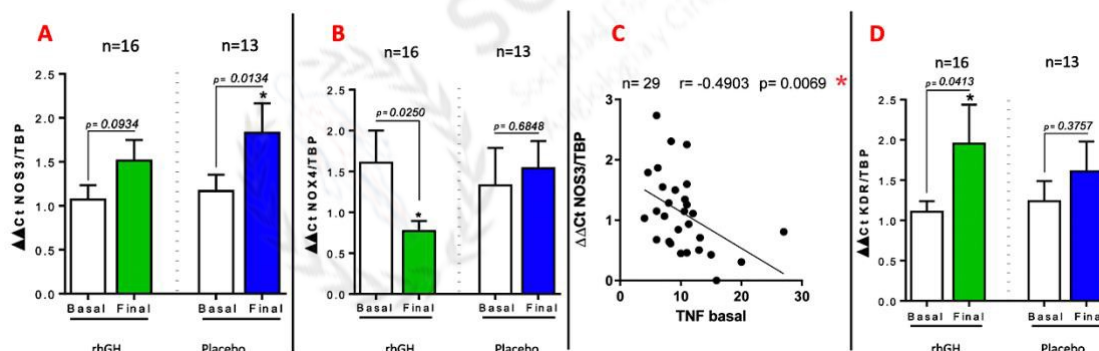 A
n=16 n=13
p= 0.0934
p= 0.0134
*
▲▲Ct NOS3/TBP
2.5
2.0
1.5
1.0
0.5
0.0
Basal Final Basal Final
rhGH Placebo
B
n=16 n=13
p= 0.0250
p= 0.6848
*
▲▲Ct NOX4/TBP
2.5
2.0
1.5
1.0
0.5
0.0
Basal Final Basal Final
rhGH Placebo
C
n= 29 r= -0.4903 p= 0.0069 *
ΔΔCt NOS3/TBP
3
2
1
0
0 10 20 30
TNF basal
D
n=16 n=13
p= 0.0413
p= 0.3757
*
▲▲Ct KDR/TBP
2.5
2.0
1.5
1.0
0.5
0.0
Basal Final Basal Final
rhGH Placebo